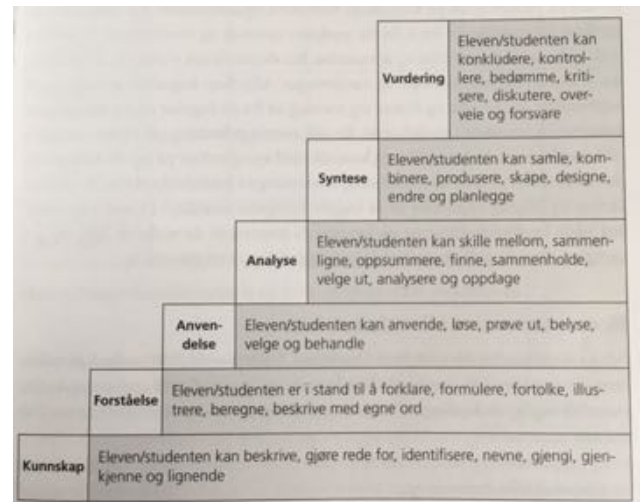 Vurdering
Eleven/studenten kan
konkludere, kontrol-
lere, bedømme, kriti-
sere, diskutere, over-
veie og forsvare
Syntese
Eleven/studenten kan samle, kom-
binere, produsere, skape, designe,
endre og planlegge
Analyse
Eleven/studenten kan skille mellom, sammen-
ligne, oppsummere, finne, sammenholde,
velge ut, analysere og oppdage
Anven-
delse
Eleven/studenten kan anvende, løse, prøve ut, belyse,
velge og behandle
Forståelse
Eleven/studenten er i stand til å forklare, formulere, fortolke, illus-
trere, beregne, beskrive med egne ord
Kunnskap
Eleven/studenten kan beskrive, gjøre rede for, identifisere, nevne, gjengi, gjen-
kjenne og lignende